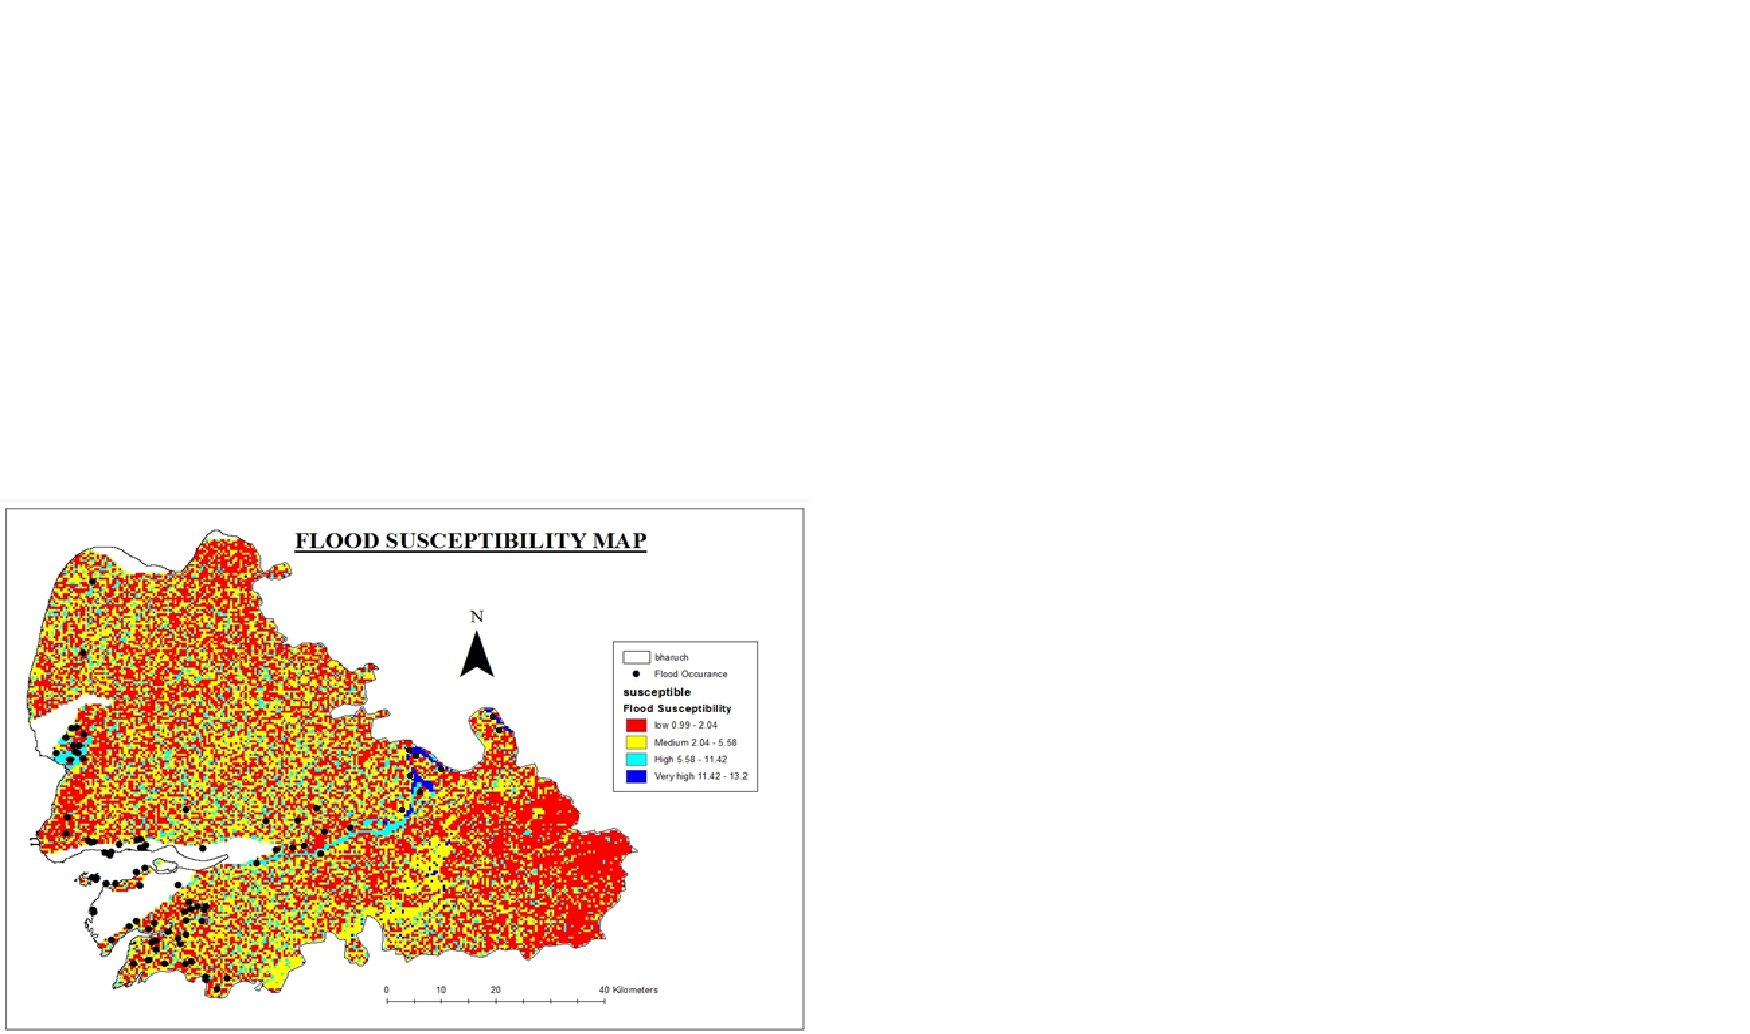 FLOOD SUSCEPTIBILITY MAP
N
bharuch
Flood Occurance
susceptible
Flood Susceptibility
low 0.99 - 2.04
Medium 2.04 - 5.58
High 5.58 - 11.42
Very high 11.42 - 13.2
0 10 20 40 Kilometers